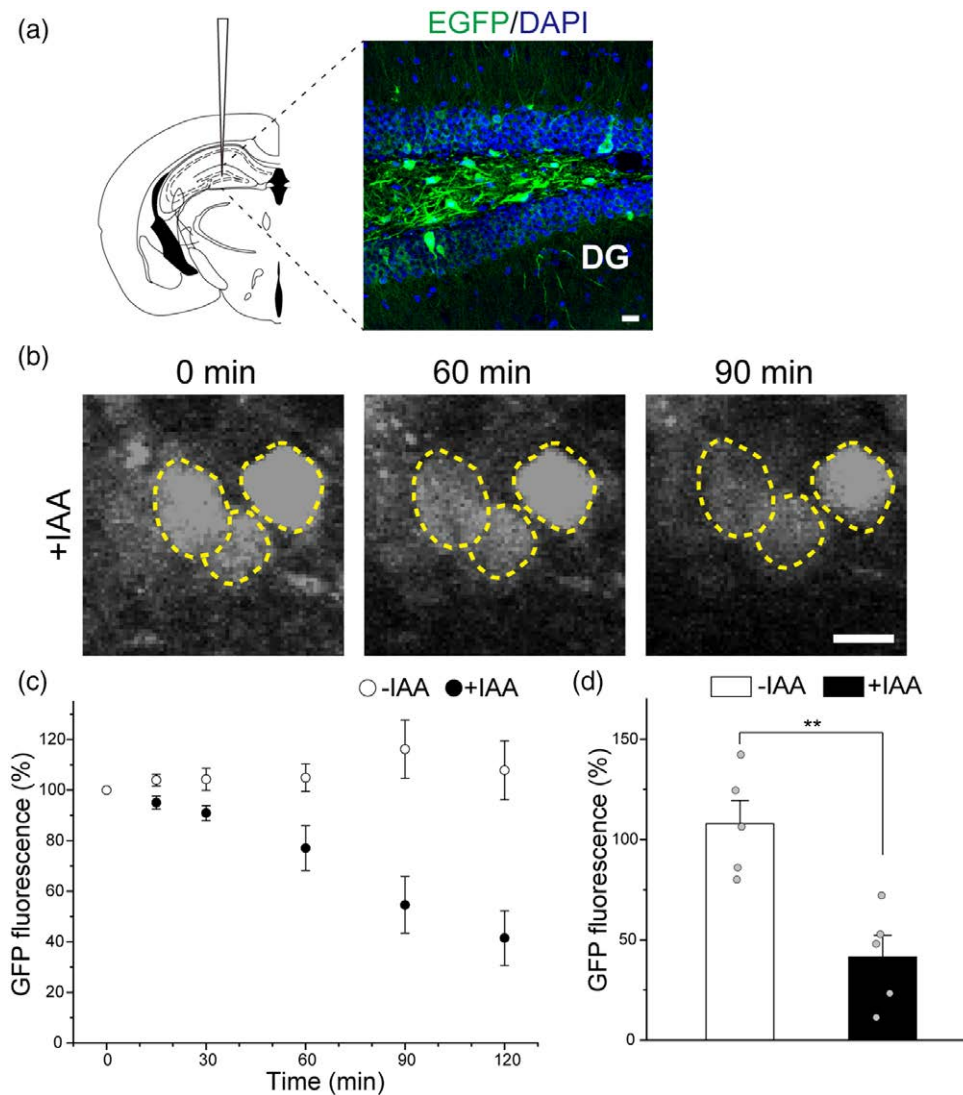 (a)
EGFP/DAPI
DG
(b)
0 min
60 min
90 min
+IAA
(c)
-IAA
+IAA
GFP fluorescence (%)
120
100
80
60
40
20
0
0
30
60
90
120
Time (min)
(d)
-IAA
+IAA
**
GFP fluorescence (%)
150
100
50
0